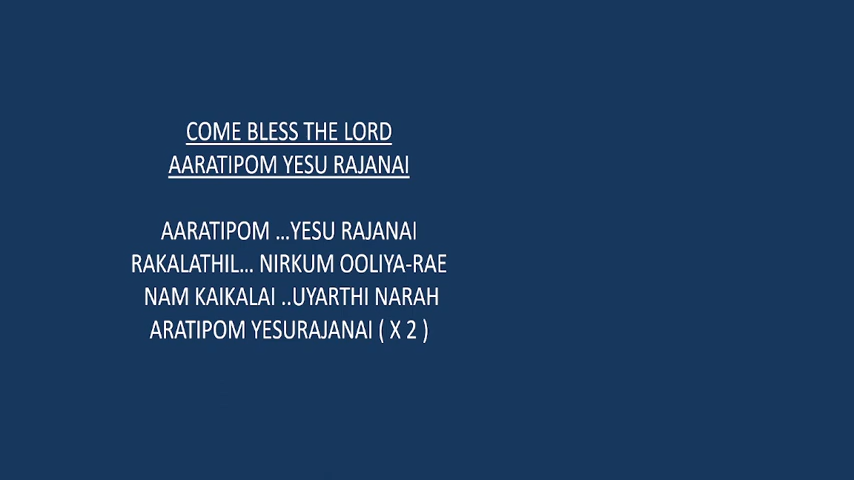 COME BLESS THE LORD
AARATIPOM YESU RAJANAI
AARATIPOM ...YESU RAJANAI
RAKALATHIL... NIRKUM OOLIYA-RAE
NAM KAIKALAI ..UYARTHI NARAH
ARATIPOM YESURAJANAI ( X 2 )